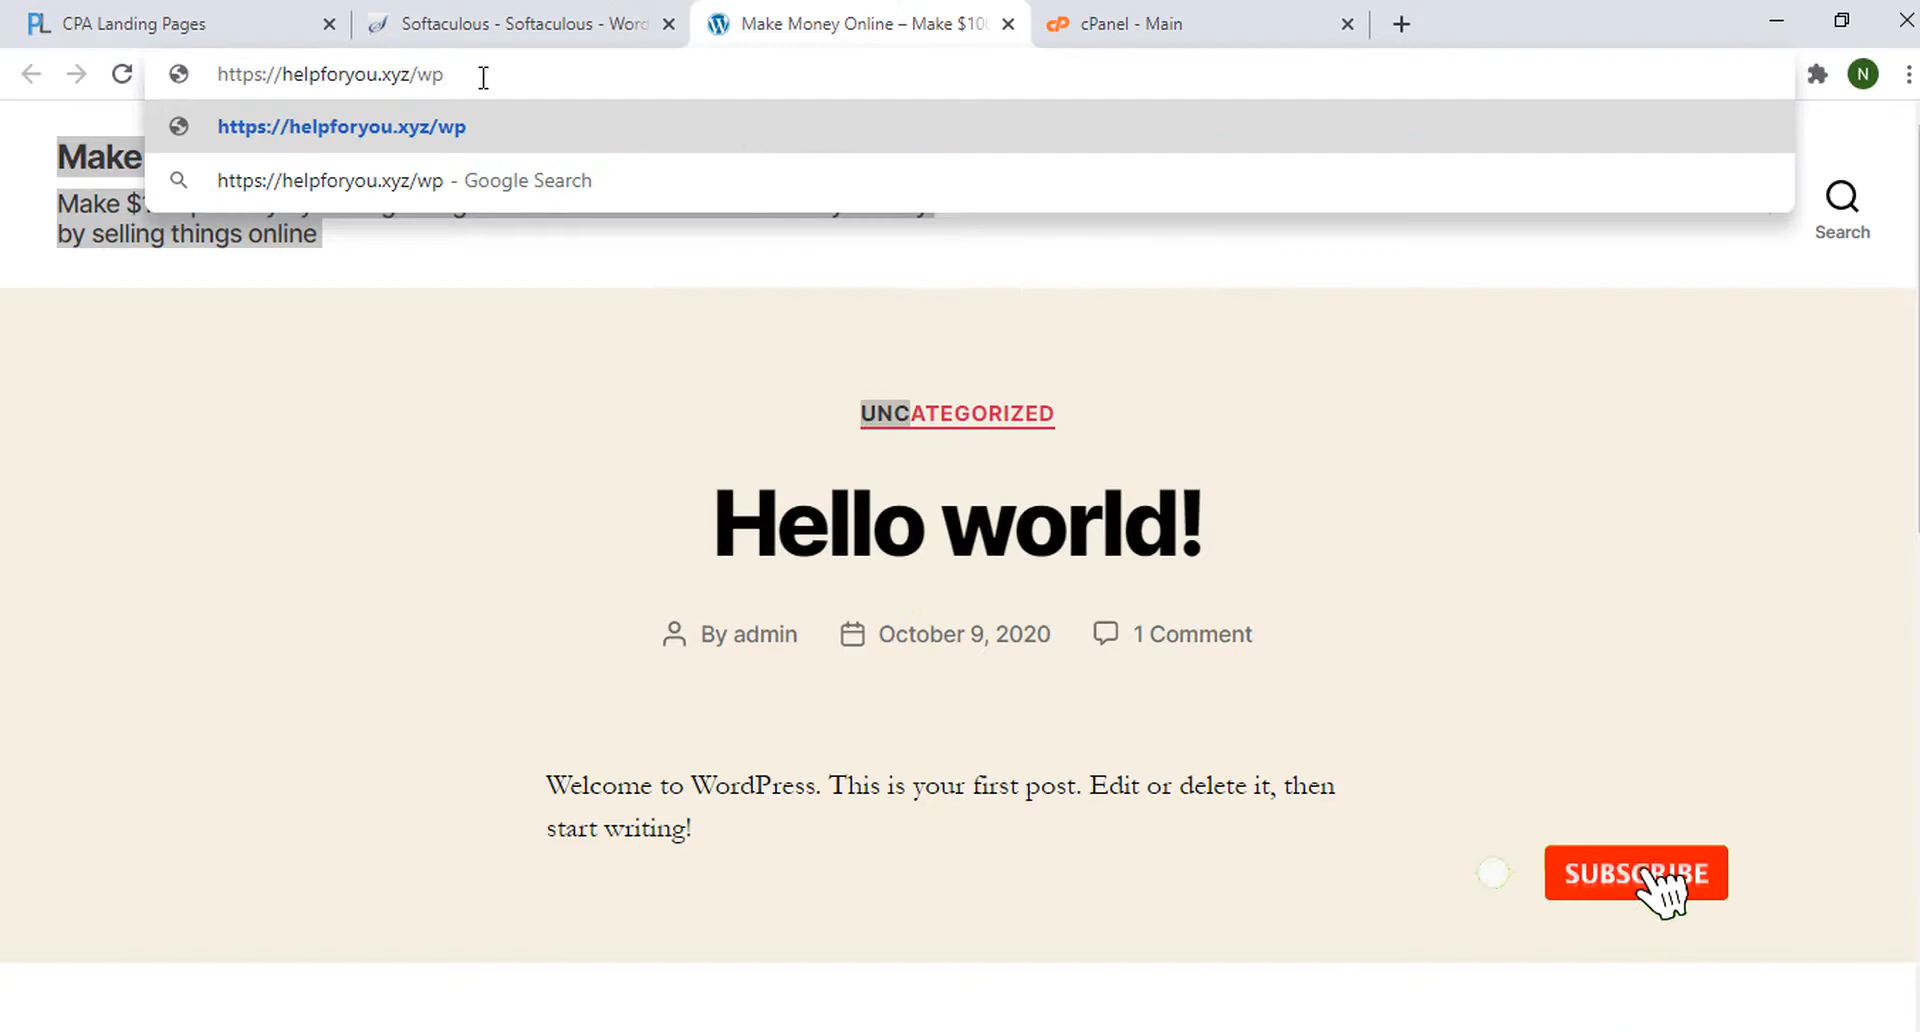 CPA Landing Pages
Softaculous - Softaculous - Word
Make Money Online – Make $100
cPanel - Main
https://helpforyou.xyz/wp
N
https://helpforyou.xyz/wp
https://helpforyou.xyz/wp - Google Search
Make
Make $
by selling things online
Search
UNCATEGORIZED
Hello world!
By admin
October 9, 2020
1 Comment
Welcome to WordPress. This is your first post. Edit or delete it, then
start writing!
SUBSCRIBE